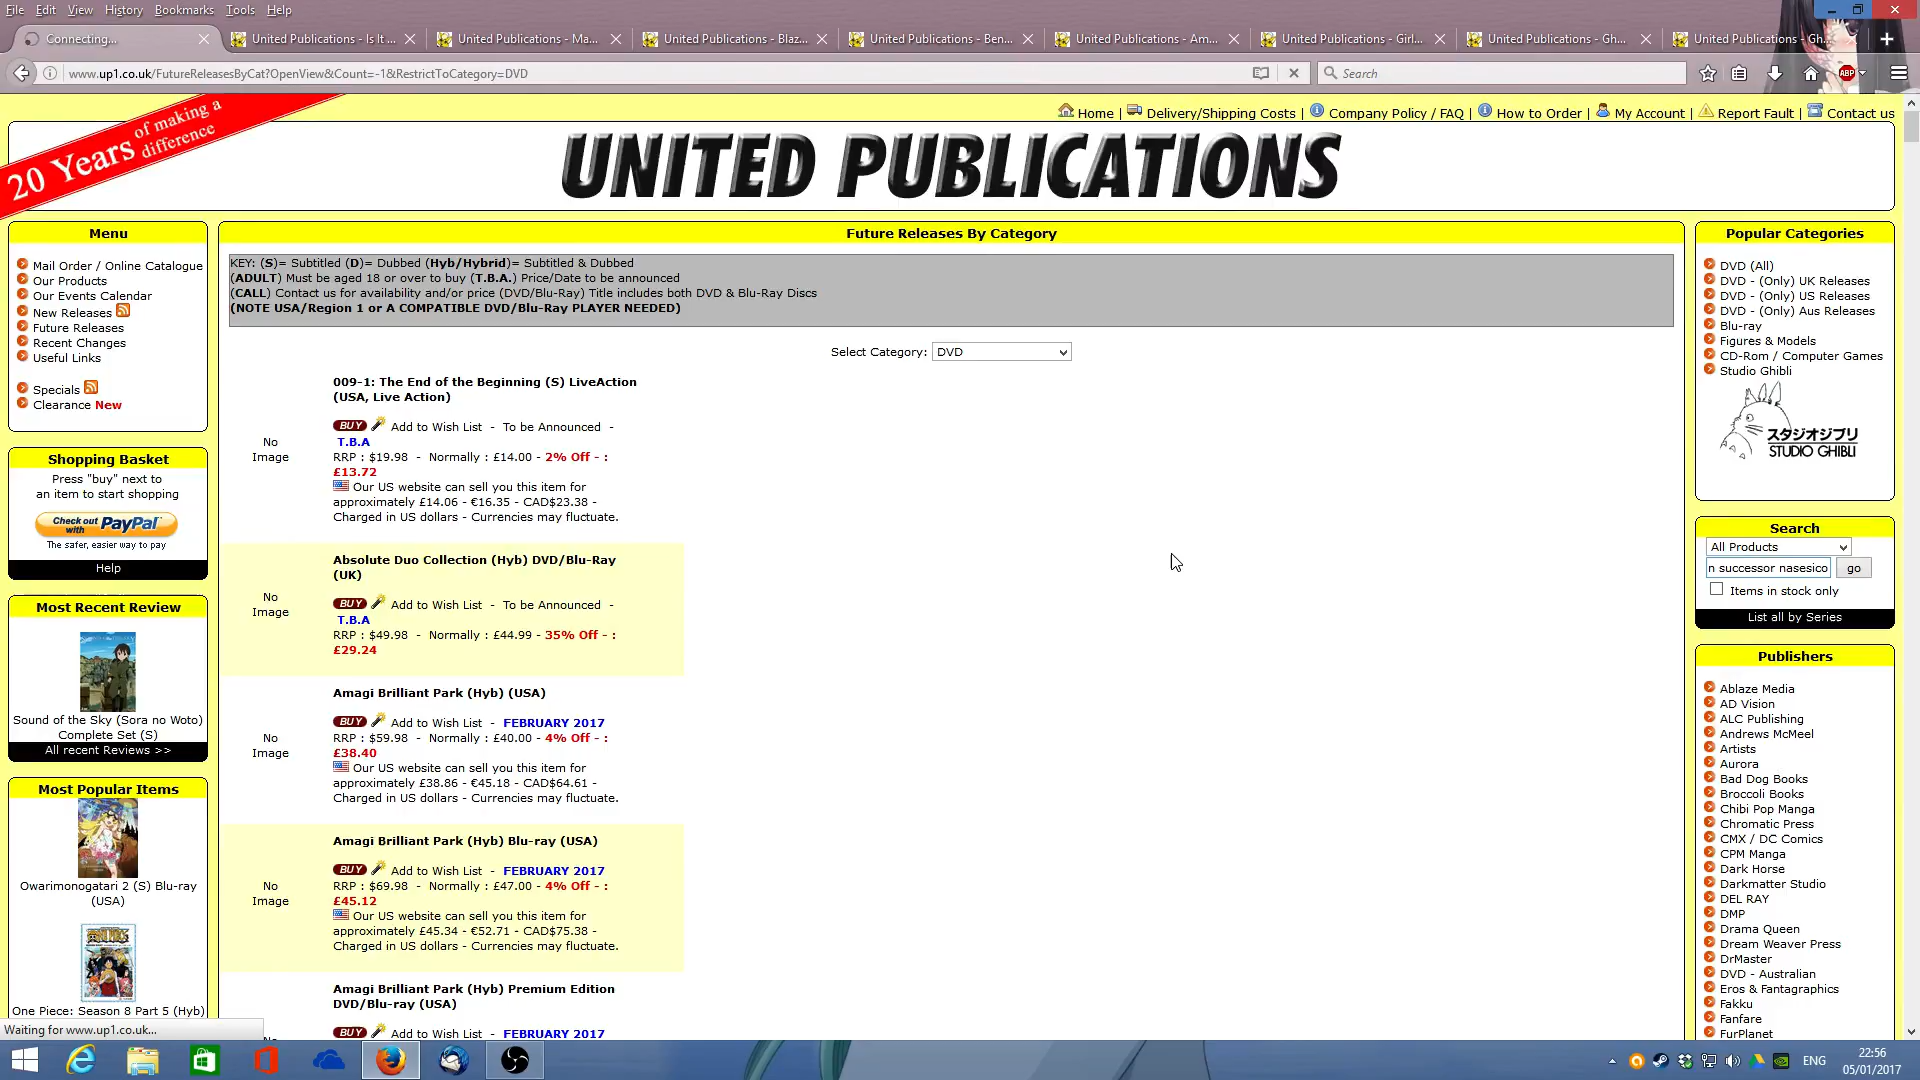 File Edit View History Bookmarks Tools Help
Connecting...
United Publications - Is It ...
United Publications - Ma...
United Publications - Blaz...
United Publications - Ben...
United Publications - Am...
United Publications - Girl...
United Publications - Gh...
United Publications - Gh...
www.up1.co.uk/FutureReleasesByCat?OpenView&Count=-1&RestrictToCategory=DVD
Search
ABP
20 Years of making a difference
Home | Delivery/Shipping Costs | Company Policy / FAQ | How to Order | My Account | Report Fault | Contact us
UNITED PUBLICATIONS
Menu
Mail Order / Online Catalogue
Our Products
Our Events Calendar
New Releases
Future Releases
Recent Changes
Useful Links
Specials
Clearance New
Shopping Basket
Press "buy" next to
an item to start shopping
Check out with PayPal
The safer, easier way to pay
Help
Most Recent Review
Sound of the Sky (Sora no Woto)
Complete Set (S)
All recent Reviews >>
Most Popular Items
Owarimonogatari 2 (S) Blu-ray
(USA)
One Piece: Season 8 Part 5 (Hyb)
Future Releases By Category
KEY: (S)= Subtitled (D)= Dubbed (Hyb/Hybrid)= Subtitled & Dubbed
(ADULT) Must be aged 18 or over to buy (T.B.A.) Price/Date to be announced
(CALL) Contact us for availability and/or price (DVD/Blu-Ray) Title includes both DVD & Blu-Ray Discs
(NOTE USA/Region 1 or A COMPATIBLE DVD/Blu-Ray PLAYER NEEDED)
Select Category: DVD
009-1: The End of the Beginning (S) LiveAction
(USA, Live Action)
No
Image
BUY Add to Wish List - To be Announced -
T.B.A
RRP : $19.98 - Normally : £14.00 - 2% Off - :
£13.72
Our US website can sell you this item for
approximately £14.06 - €16.35 - CAD$23.38 -
Charged in US dollars - Currencies may fluctuate.
Absolute Duo Collection (Hyb) DVD/Blu-Ray
(UK)
No
Image
BUY Add to Wish List - To be Announced -
T.B.A
RRP : $49.98 - Normally : £44.99 - 35% Off - :
£29.24
Amagi Brilliant Park (Hyb) (USA)
No
Image
BUY Add to Wish List - FEBRUARY 2017
RRP : $59.98 - Normally : £40.00 - 4% Off - :
£38.40
Our US website can sell you this item for
approximately £38.86 - €45.18 - CAD$64.61 -
Charged in US dollars - Currencies may fluctuate.
Amagi Brilliant Park (Hyb) Blu-ray (USA)
No
Image
BUY Add to Wish List - FEBRUARY 2017
RRP : $69.98 - Normally : £47.00 - 4% Off - :
£45.12
Our US website can sell you this item for
approximately £45.34 - €52.71 - CAD$75.38 -
Charged in US dollars - Currencies may fluctuate.
Amagi Brilliant Park (Hyb) Premium Edition
DVD/Blu-ray (USA)
BUY Add to Wish List - FEBRUARY 2017
Popular Categories
DVD (All)
DVD - (Only) UK Releases
DVD - (Only) US Releases
DVD - (Only) Aus Releases
Blu-ray
Figures & Models
CD-Rom / Computer Games
Studio Ghibli
スタジオジブリ
STUDIO GHIBLI
Search
All Products
n successor nasesico go
Items in stock only
List all by Series
Publishers
Ablaze Media
AD Vision
ALC Publishing
Andrews McMeel
Artists
Aurora
Bad Dog Books
Broccoli Books
Chibi Pop Manga
Chromatic Press
CMX / DC Comics
CPM Manga
Dark Horse
Darkmatter Studio
DEL RAY
DMP
Drama Queen
Dream Weaver Press
DrMaster
DVD - Australian
Eros & Fantagraphics
Fakku
Fanfare
FurPlanet
Waiting for www.up1.co.uk...
ENG
22:56
05/01/2017